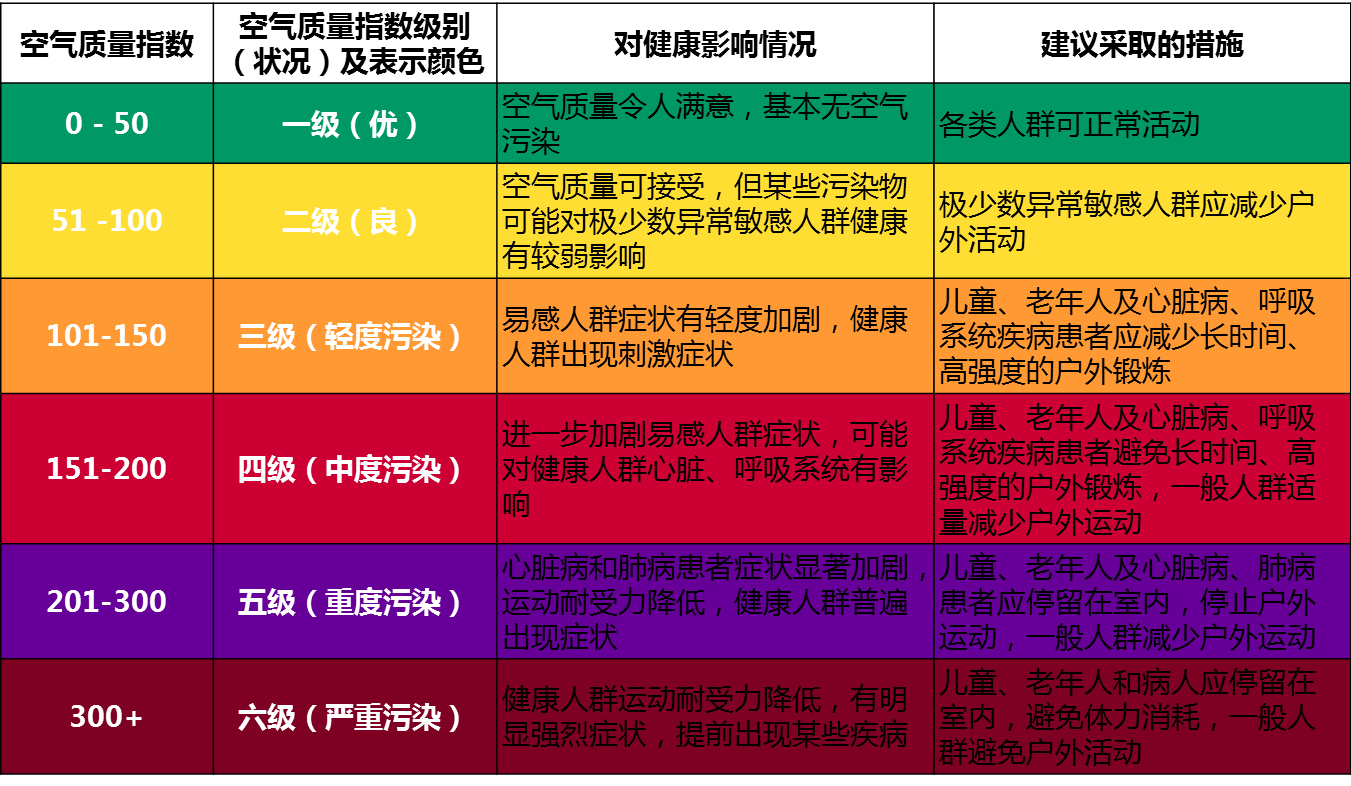 空气质量指数
空气质量指数级别
（状况）及表示颜色
对健康影响情况
建议采取的措施
0 - 50
一级（优）
空气质量令人满意，基本无空气
污染
各类人群可正常活动
51 -100
二级（良）
空气质量可接受，但某些污染物
可能对极少数异常敏感人群健康
有较弱影响
极少数异常敏感人群应减少户
外活动
101-150
三级（轻度污染）
易感人群症状有轻度加剧，健康
人群出现刺激症状
儿童、老年人及心脏病、呼吸
系统疾病患者应减少长时间、
高强度的户外锻炼
151-200
四级（中度污染）
进一步加剧易感人群症状，可能
对健康人群心脏、呼吸系统有影
响
儿童、老年人及心脏病、呼吸
系统疾病患者避免长时间、高
强度的户外锻炼，一般人群适
量减少户外运动
201-300
五级（重度污染）
心脏病和肺病患者症状显著加剧，
运动耐受力降低，健康人群普遍
出现症状
儿童、老年人及心脏病、肺病
患者应停留在室内，停止户外
运动，一般人群减少户外运动
300+
六级（严重污染）
健康人群运动耐受力降低，有明
显强烈症状，提前出现某些疾病
儿童、老年人和病人应停留在
室内，避免体力消耗，一般人
群避免户外活动